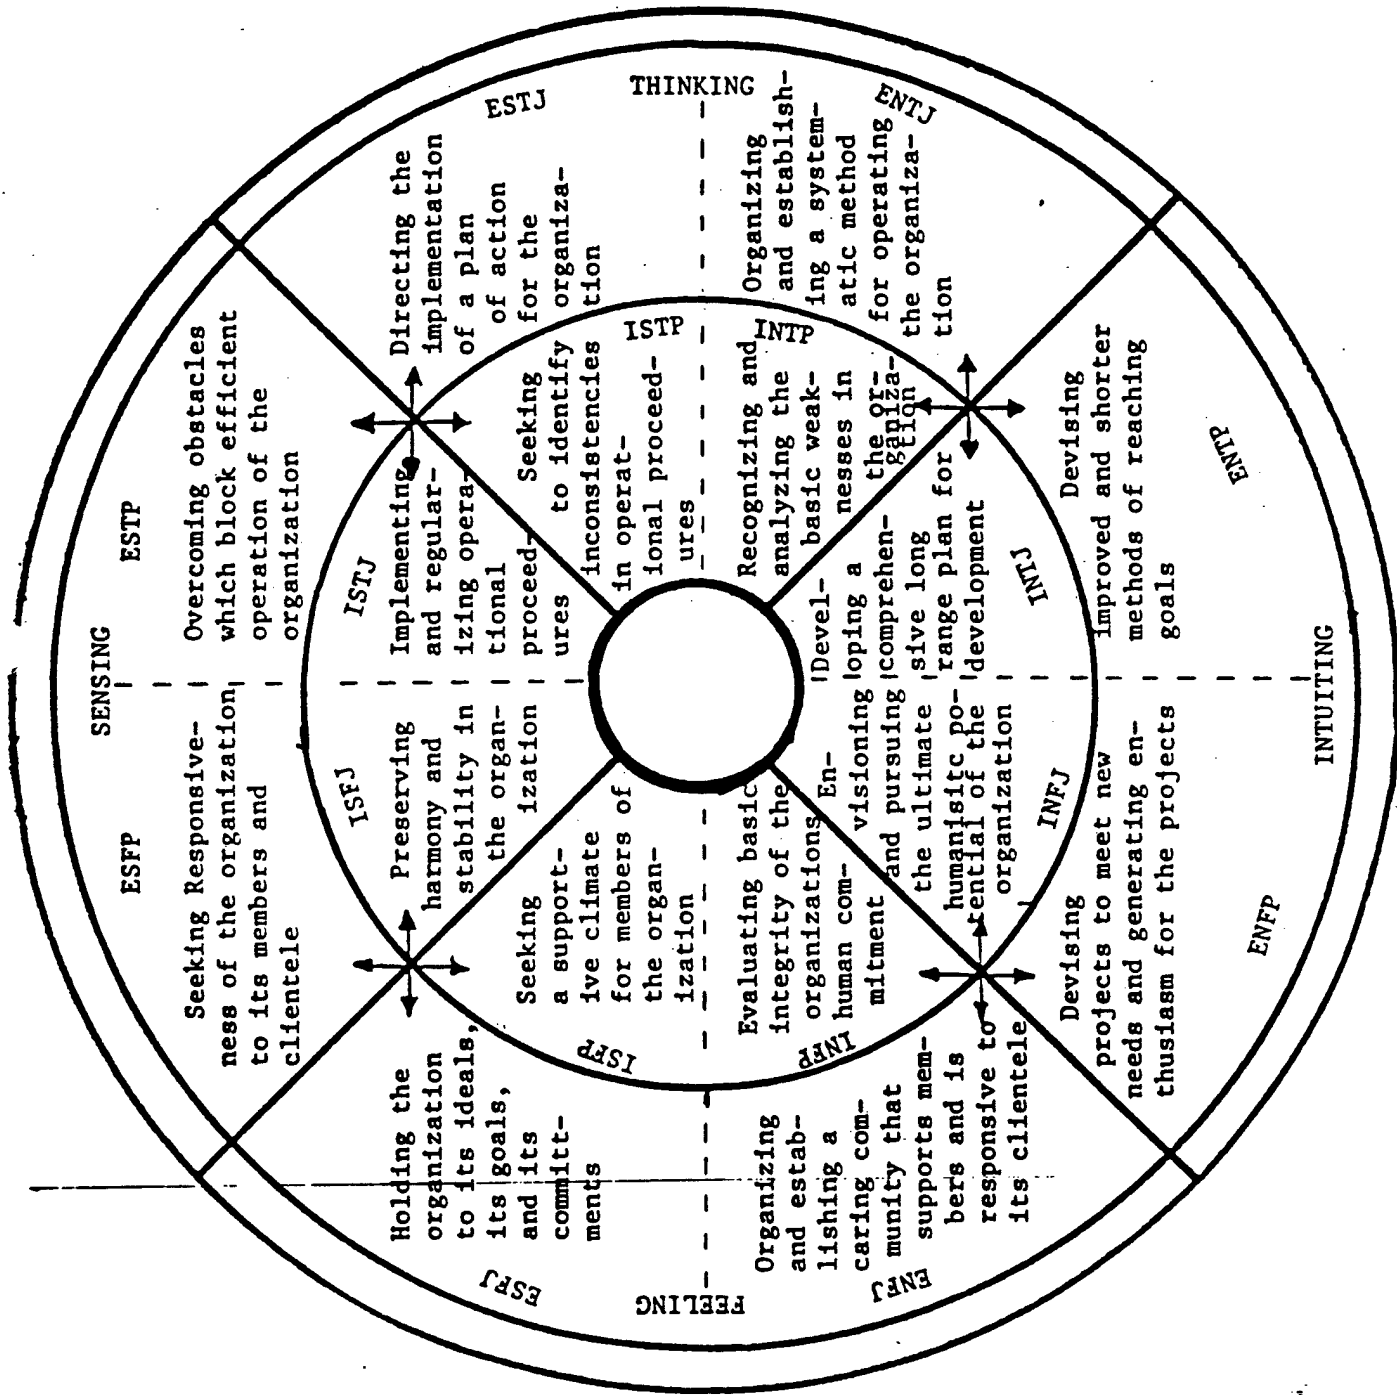 SENSING
ESFP
Seeking Responsive-
ness of the organization
to its members and
clientele
ESTP
Overcoming obstacles
which block efficient
operation of the
organization
ISFJ
Preserving
harmony and
stability in
the organ-
ization
ISTJ
Implementing
and regular-
izing opera-
tional
proceed-
ures
ESTJ
Directing the
implementation
of a plan
of action
for the
organiza-
tion
THINKING
ISTP
Seeking
to identify
inconsistencies
in operat-
ional proceed-
ures
INTP
Recognizing and
analyzing the
basic weak-
nesses in
the or-
ganiza-
tion
ENTJ
Organizing
and establish-
ing a system-
atic method
for operating
the organiza-
tion
Devel-
oping a
comprehen-
sive long
range plan for
development
INTJ
Devising
improved and shorter
methods of reaching
goals
ENTP
INTUITING
En-
visioning
and pursuing
the ultimate
humanisitc po-
tential of the
organization
INFJ
Devising
projects to meet new
needs and generating en-
thusiasm for the projects
ENFP
Evaluating basic
integrity of the
organizations
human com-
mitment
INFP
Organizing
and estab-
lishing a
caring com-
munity that
supports mem-
bers and is
responsive to
its clientele
ENFJ
FEELING
Seeking
a support-
ive climate
for members of
the organ-
ization
ISFP
Holding the
organization
to its ideals,
its goals,
and its
committ-
ments
ESFJ